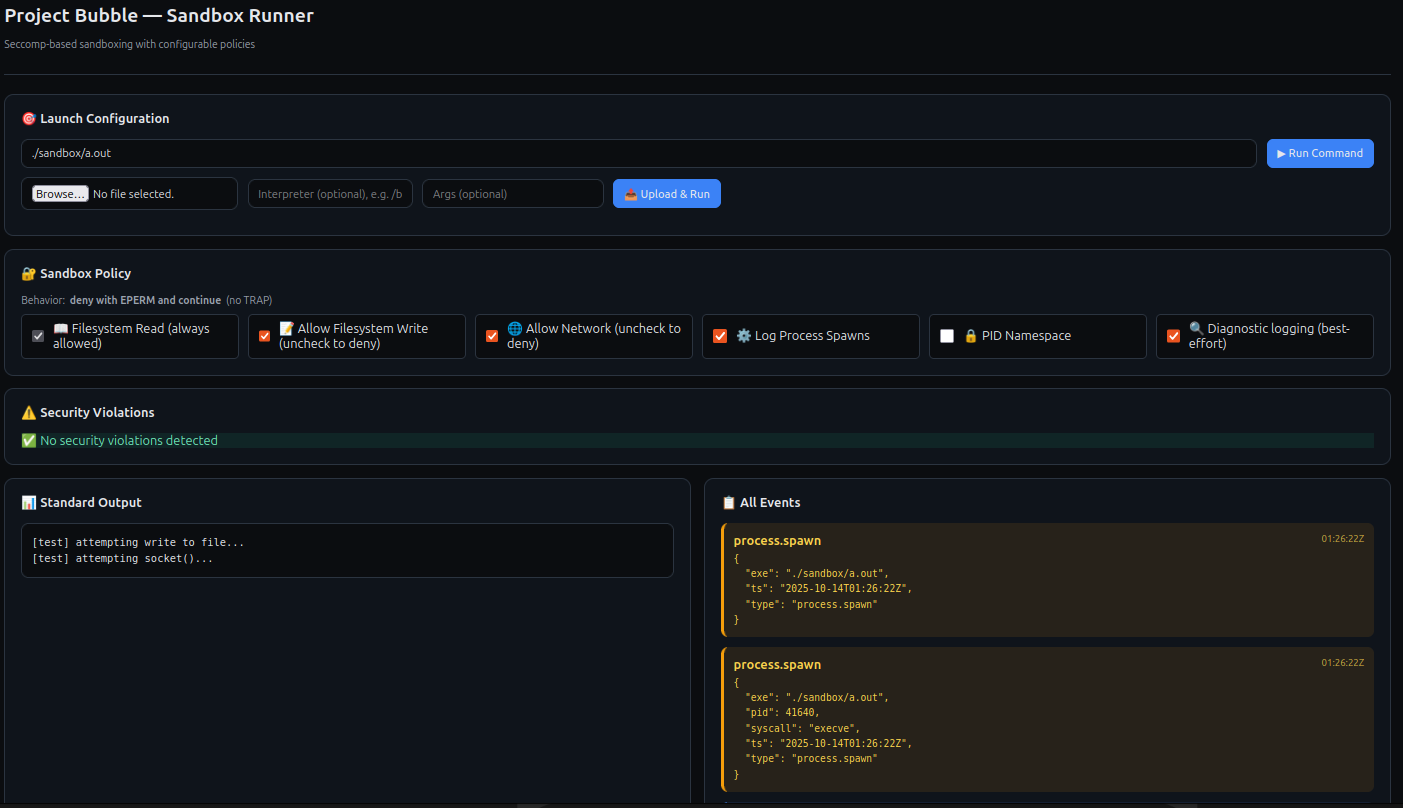 Project Bubble — Sandbox Runner
Seccomp-based sandboxing with configurable policies
🎯 Launch Configuration
./sandbox/a.out
▶ Run Command
Browse... No file selected.
Interpreter (optional), e.g. /b
Args (optional)
📤 Upload & Run
🔐 Sandbox Policy
Behavior: deny with EPERM and continue (no TRAP)
📖 Filesystem Read (always
allowed)
📝 Allow Filesystem Write
(uncheck to deny)
🌐 Allow Network (uncheck to
deny)
⚙️ Log Process Spawns
🔒 PID Namespace
🔍 Diagnostic logging (best-
effort)
⚠️ Security Violations
✅ No security violations detected
📊 Standard Output
[test] attempting write to file...
[test] attempting socket()...
📋 All Events
process.spawn
01:26:22Z
{
"exe": "./sandbox/a.out",
"ts": "2025-10-14T01:26:22Z",
"type": "process.spawn"
}
process.spawn
01:26:22Z
{
"exe": "./sandbox/a.out",
"pid": 41640,
"syscall": "execve",
"ts": "2025-10-14T01:26:22Z",
"type": "process.spawn"
}